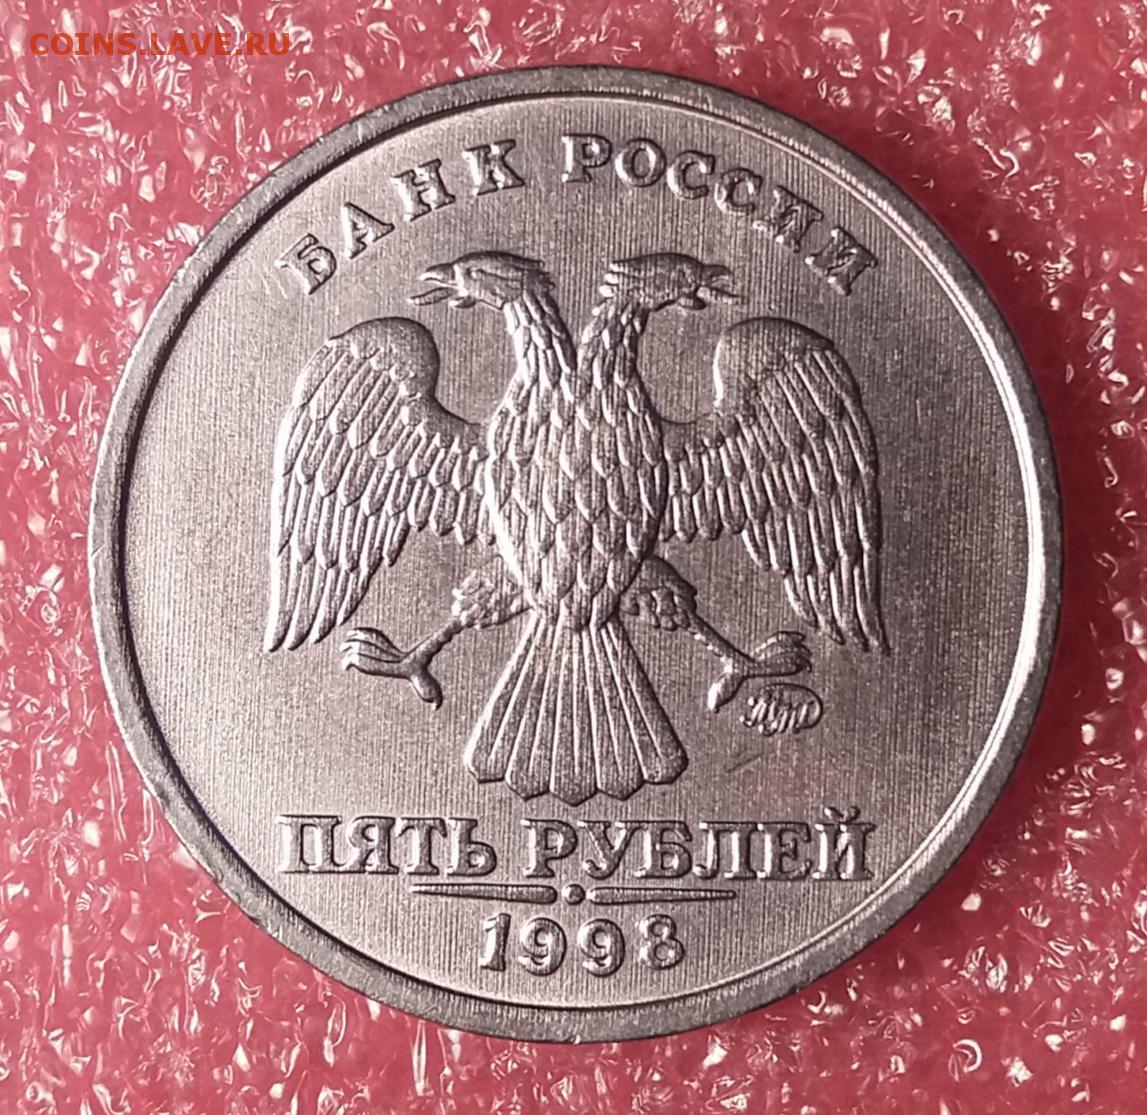 COINS.LAVE.RU
БАНК РОССИИ
ММД
ПЯТЬ РУБЛЕЙ
1998